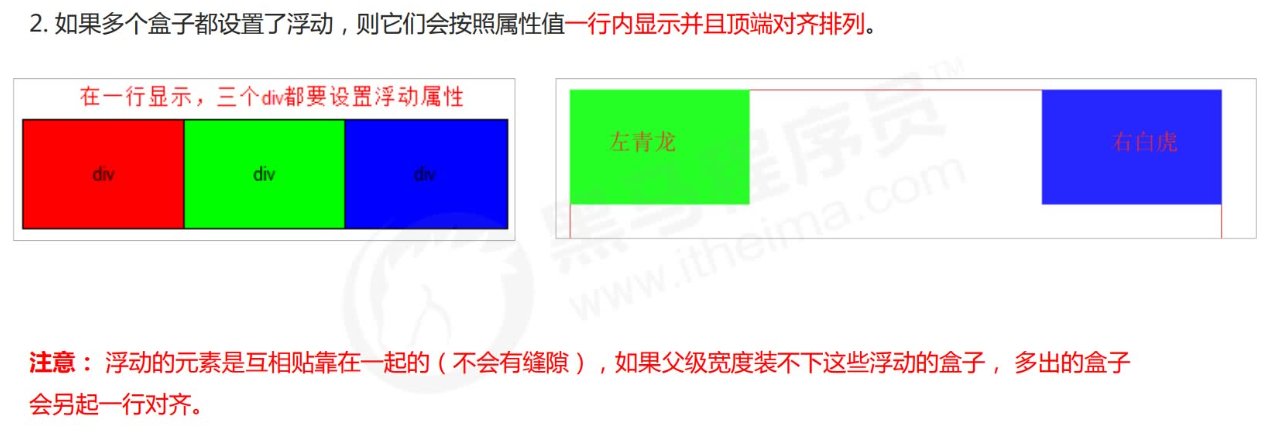 2. 如果多个盒子都设置了浮动，则它们会按照属性值一行内显示并且顶端对齐排列。
在一行显示，三个div都要设置浮动属性
div
div
div
左青龙
右白虎
黑马程序员™
www.itheima.com
注意： 浮动的元素是互相贴靠在一起的（不会有缝隙），如果父级宽度装不下这些浮动的盒子， 多出的盒子
会另起一行对齐。